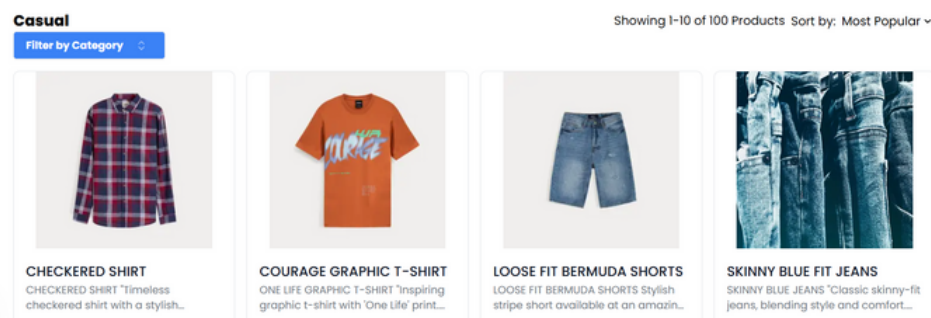 Casual
Showing 1-10 of 100 Products Sort by: Most Popular
Filter by Category
COURAGE
CHECKERED SHIRT
CHECKERED SHIRT "Timeless
checkered shirt with a stylish...
COURAGE GRAPHIC T-SHIRT
ONE LIFE GRAPHIC T-SHIRT "Inspiring
graphic t-shirt with 'One Life' print....
LOOSE FIT BERMUDA SHORTS
LOOSE FIT BERMUDA SHORTS Stylish
stripe short available at an amazin...
SKINNY BLUE FIT JEANS
SKINNY BLUE JEANS "Classic skinny-fit
jeans, blending style and comfort....